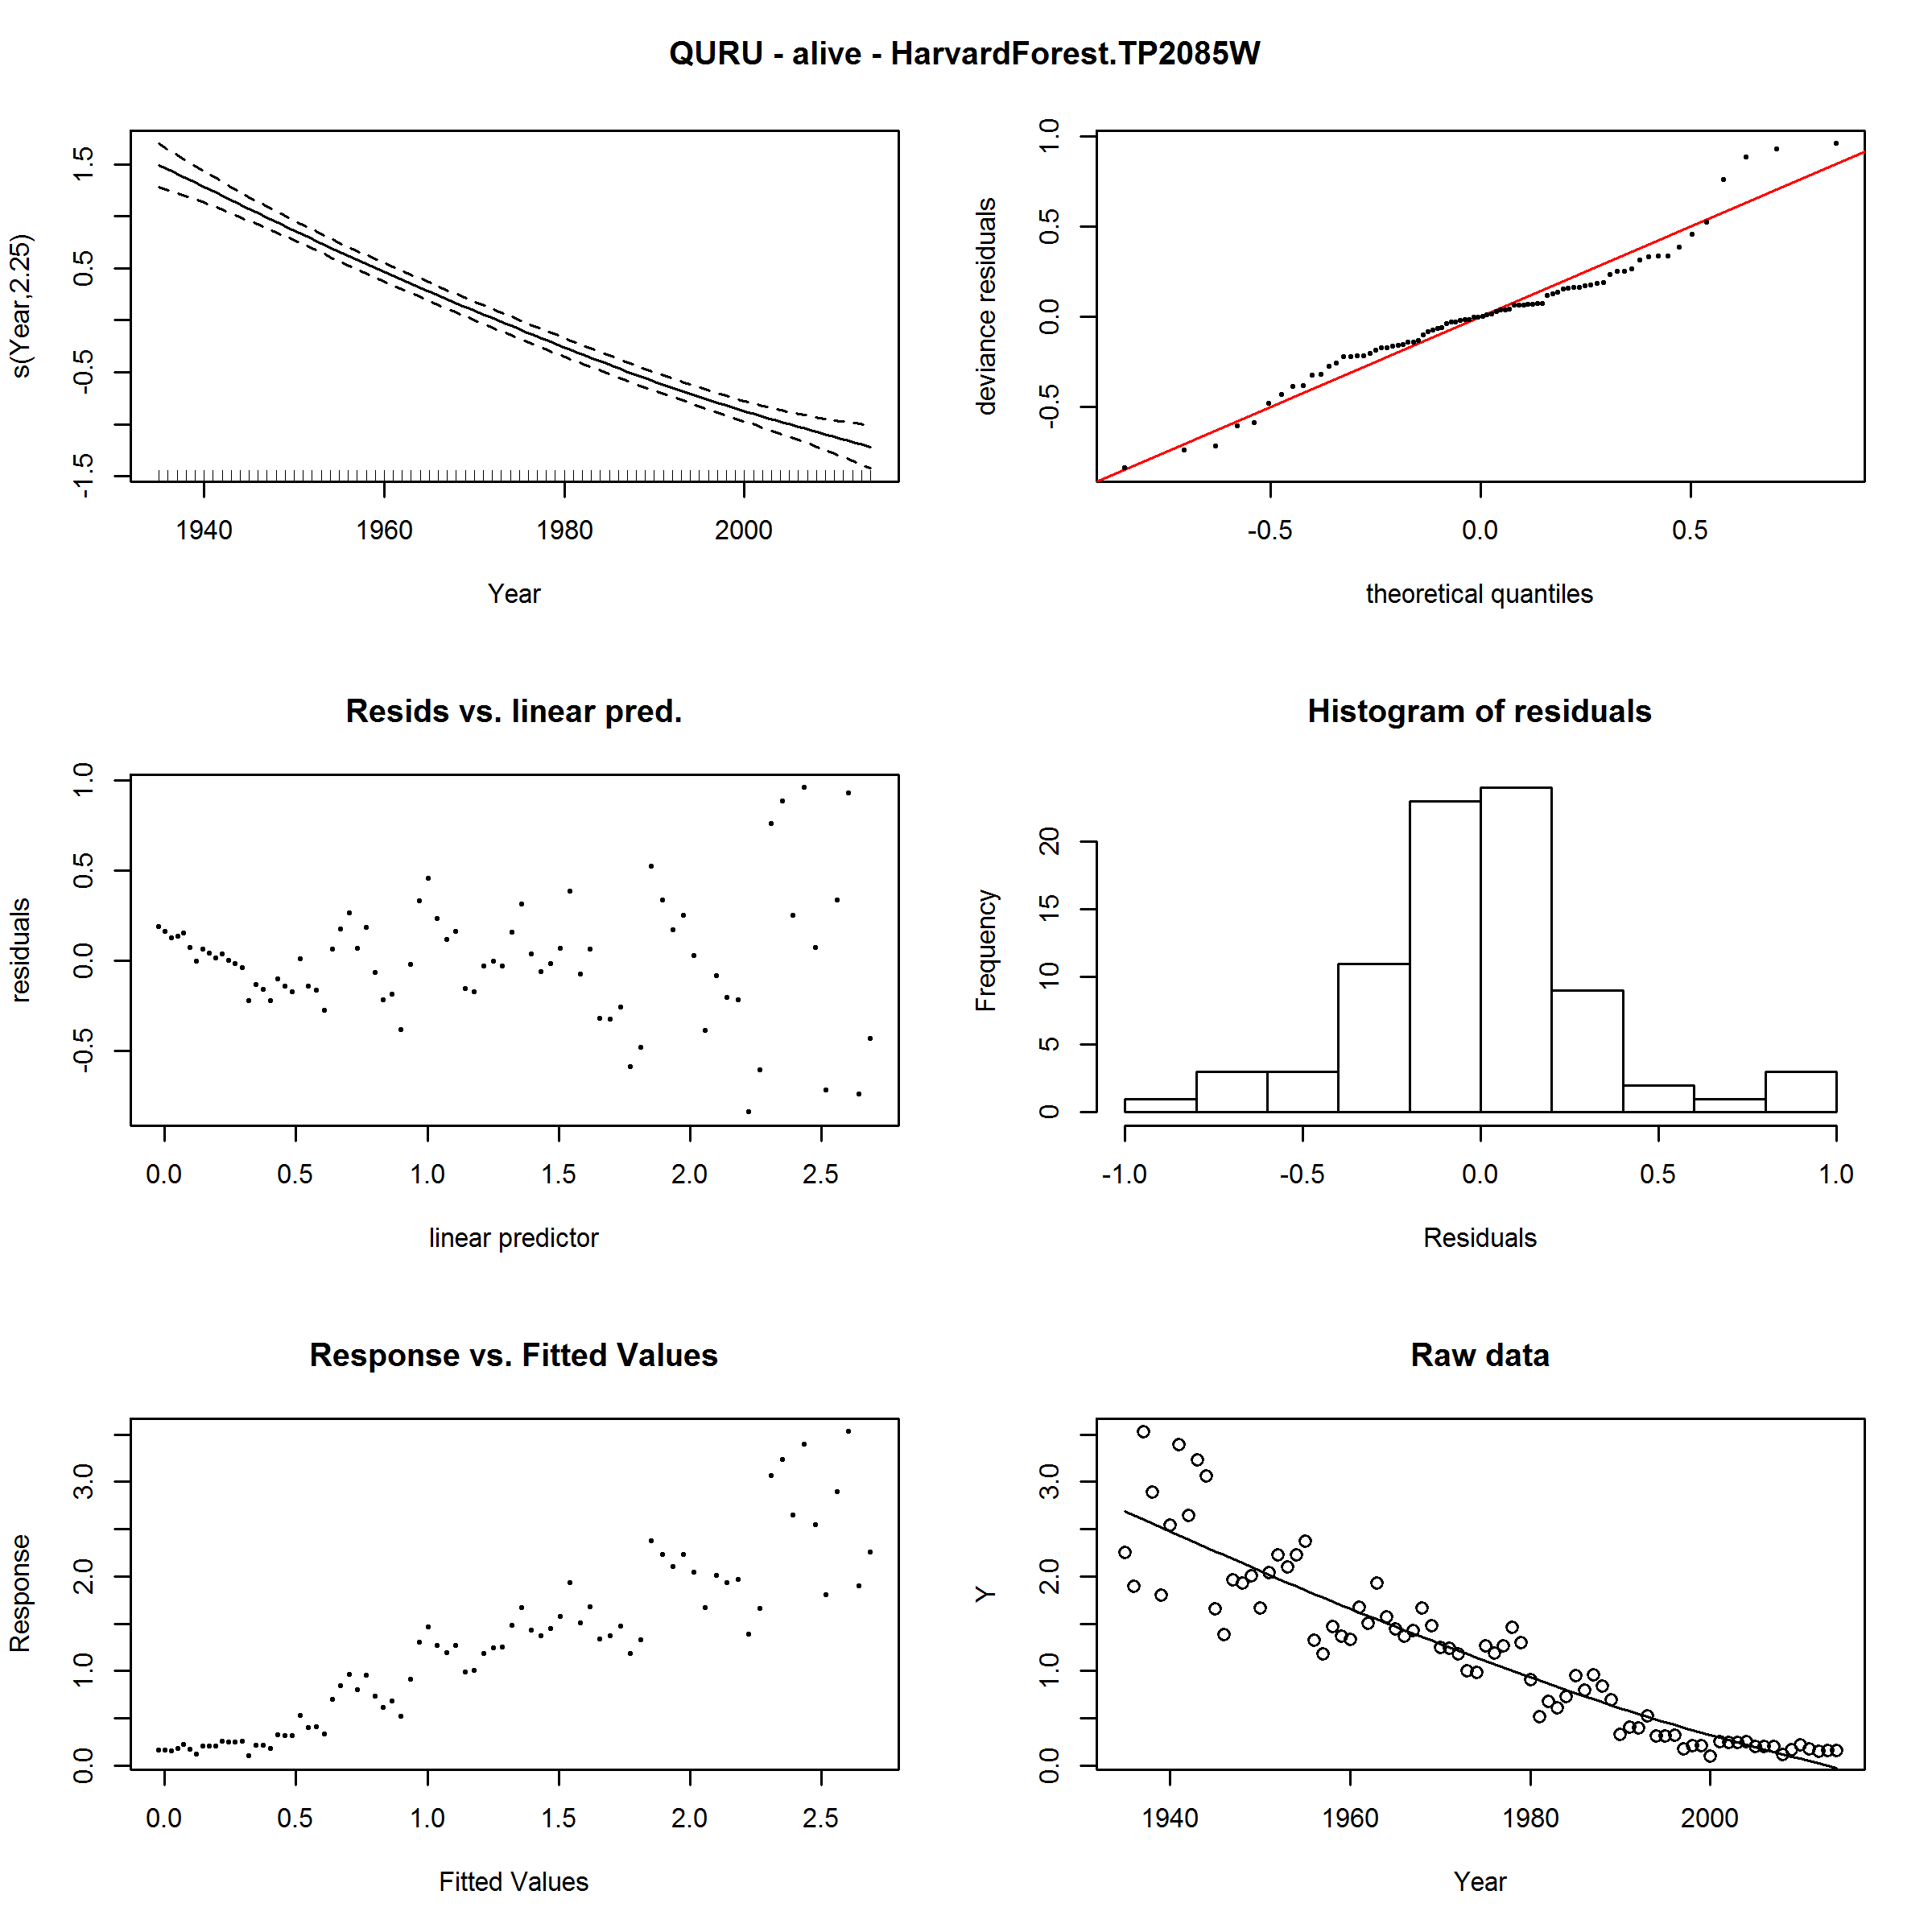 QURU - alive - HarvardForest.TP2085W
s(Year,2.25)
-1.5 -0.5 0.5 1.5
1940 1960 1980 2000
Year
deviance residuals
-0.5 0.0 0.5 1.0
-0.5 0.0 0.5
theoretical quantiles
Resids vs. linear pred.
residuals
-0.5 0.0 0.5 1.0
0.0 0.5 1.0 1.5 2.0 2.5
linear predictor
Histogram of residuals
Frequency
0 5 10 15 20
-1.0 -0.5 0.0 0.5 1.0
Residuals
Response vs. Fitted Values
Response
0.0 1.0 2.0 3.0
0.0 0.5 1.0 1.5 2.0 2.5
Fitted Values
Raw data
Y
0.0 1.0 2.0 3.0
1940 1960 1980 2000
Year